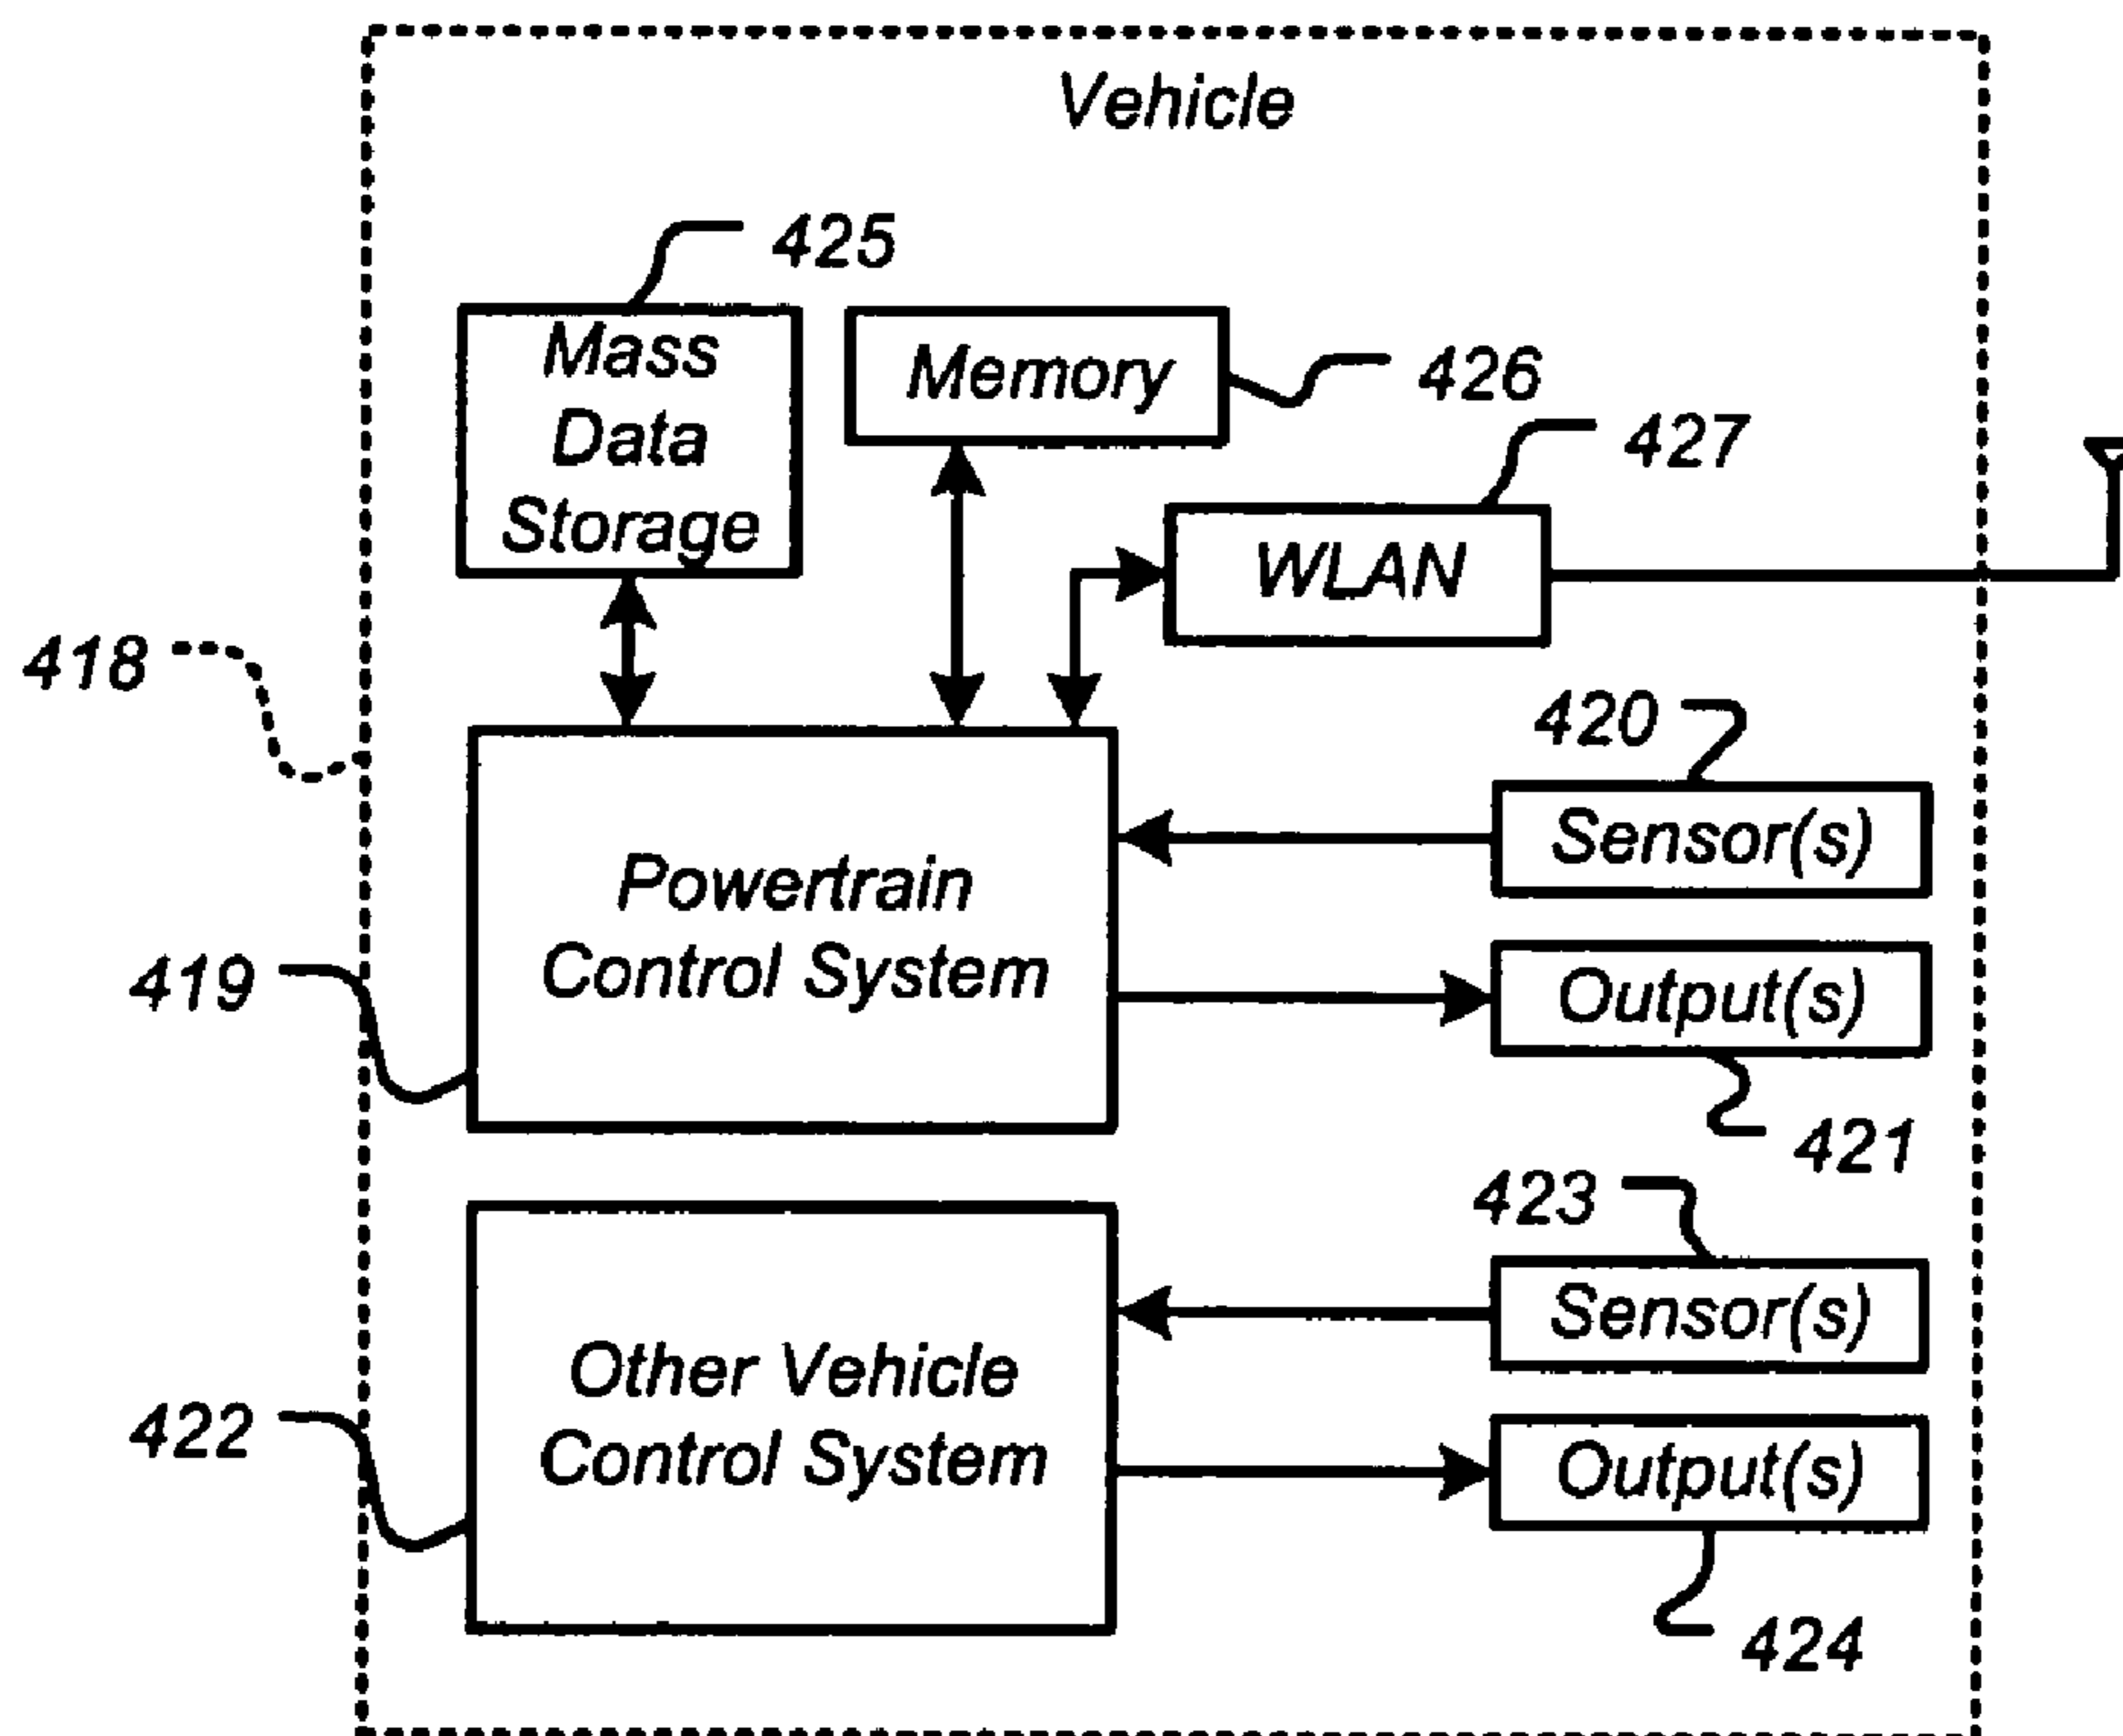 Vehicle
425
Mass
Data
Storage
Memory
426
427
WLAN
418
420
Sensor(s)
Powertrain
Control System
419
Output(s)
421
423
Sensor(s)
Other Vehicle
Control System
422
Output(s)
424